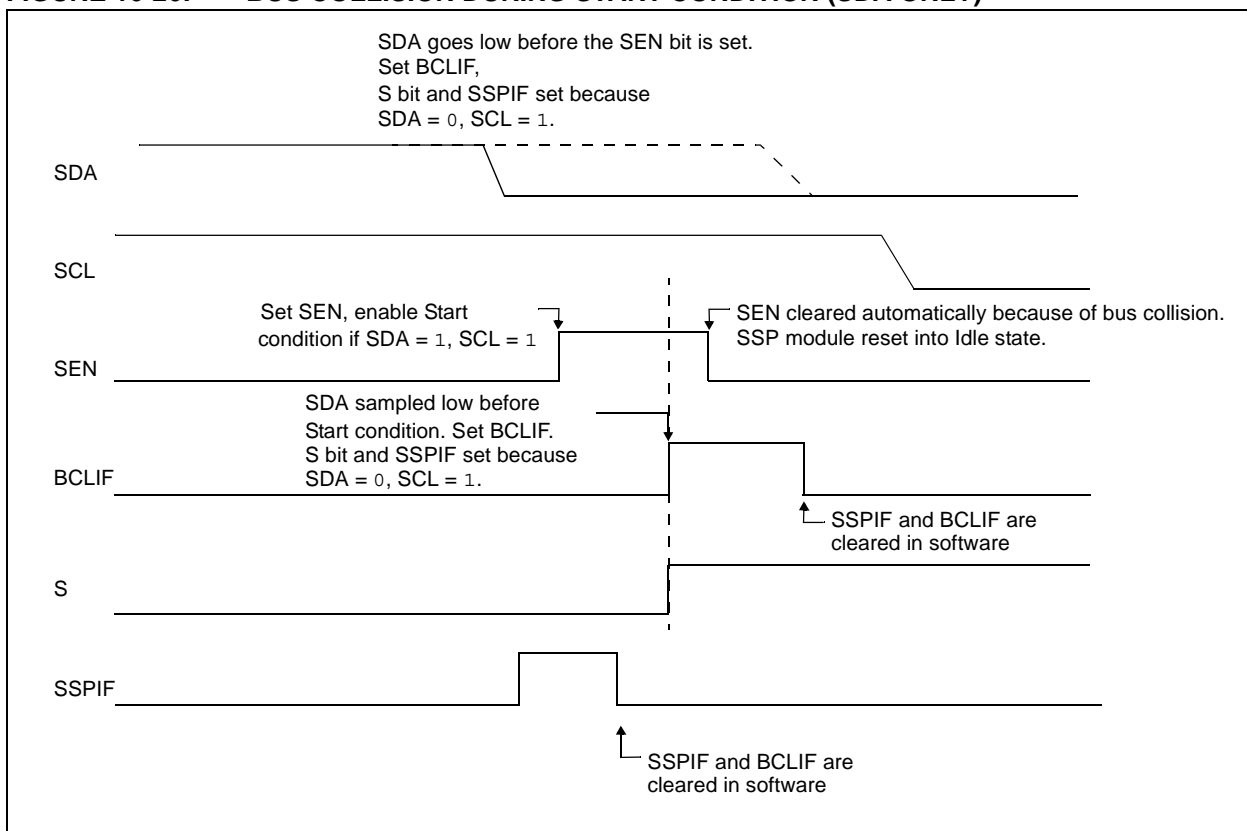 SDA goes low before the SEN bit is set.
Set BCLIF,
S bit and SSPIF set because
SDA = 0, SCL = 1.
SDA
SCL
Set SEN, enable Start
condition if SDA = 1, SCL = 1
SEN cleared automatically because of bus collision.
SSP module reset into Idle state.
SEN
SDA sampled low before
Start condition. Set BCLIF.
S bit and SSPIF set because
SDA = 0, SCL = 1.
BCLIF
SSPIF and BCLIF are
cleared in software
S
SSPIF
SSPIF and BCLIF are
cleared in software